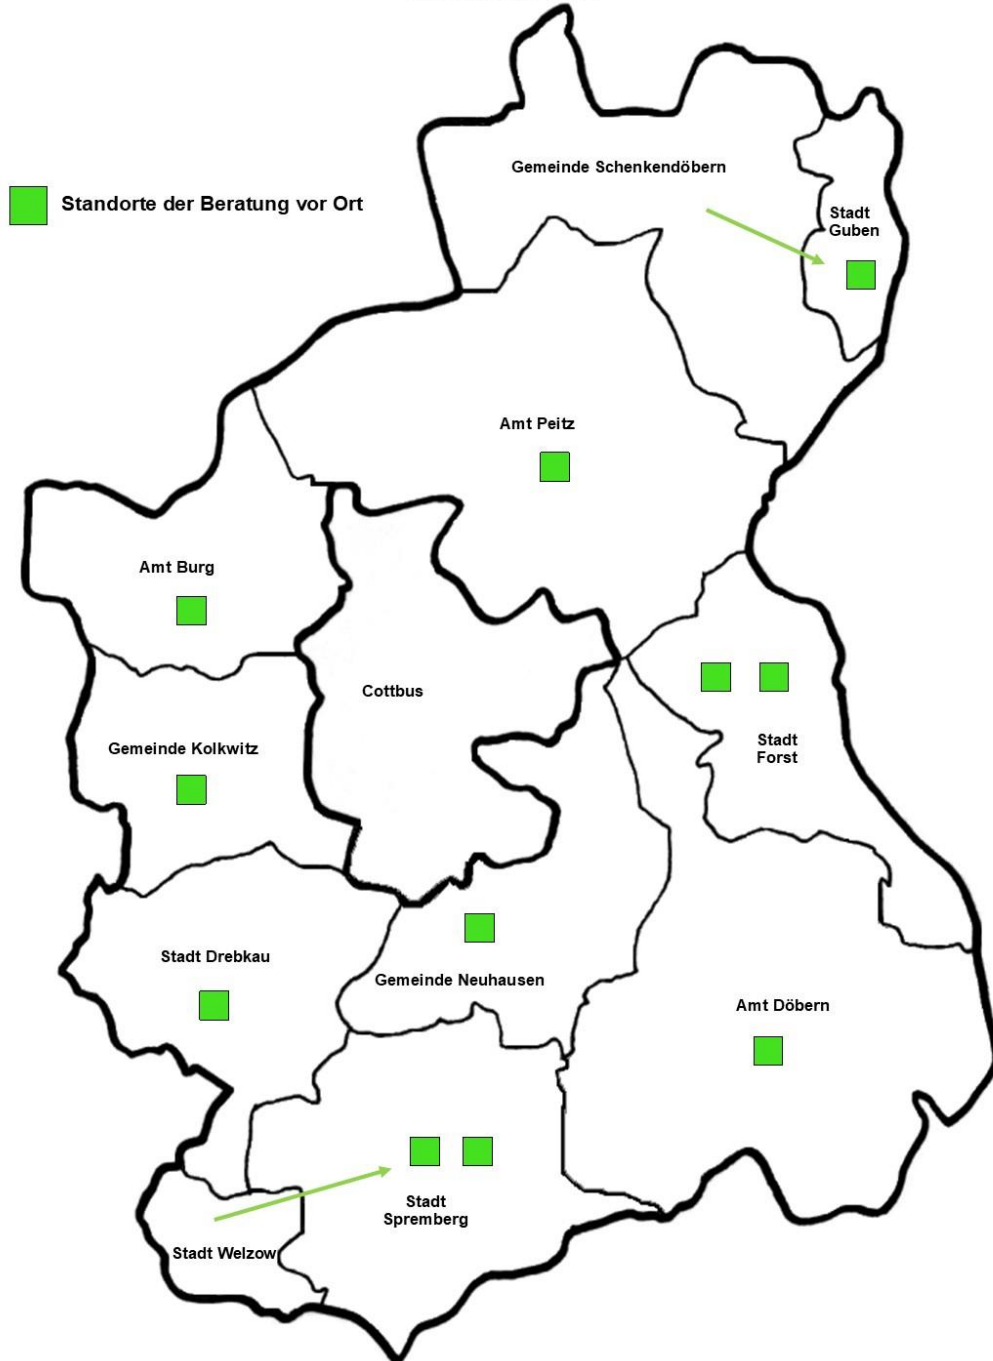 Gemeinde Schenkendöbern
Standorte der Beratung vor Ort
Stadt
Guben
Amt Peitz
Amt Burg
Cottbus
Gemeinde Kolkwitz
Stadt
Forst
Stadt Drebkau
Gemeinde Neuhausen
Amt Döbern
Stadt
Spremberg
Stadt Welzow